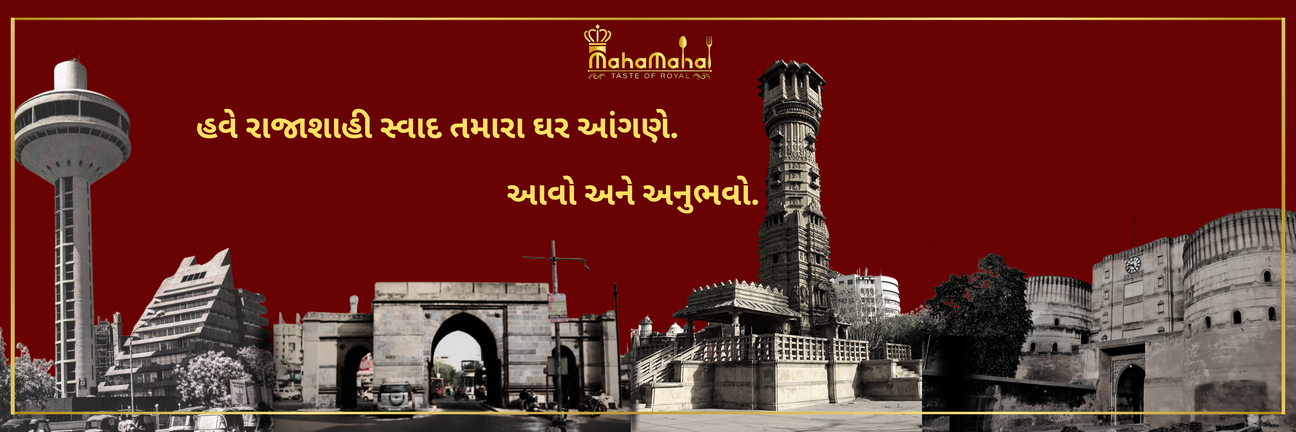 MahaMahal
TASTE OF ROYAL
હવે રાજાશાહી સ્વાદ તમારા ઘર આંગણે.
આવો અને અનુભવો.